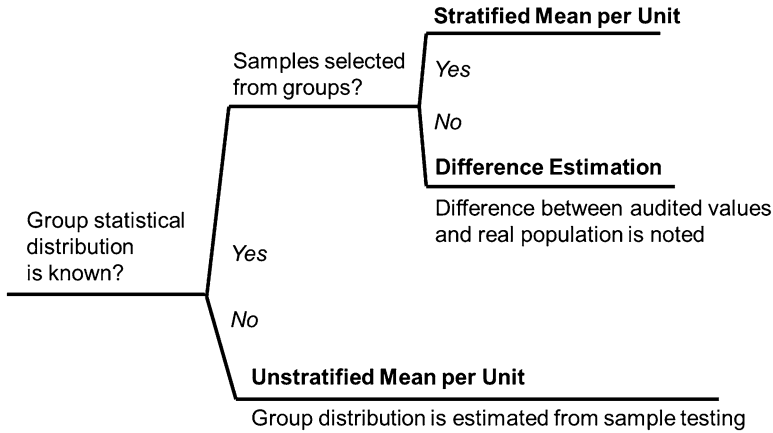 Stratified Mean per Unit
Samples selected
from groups?
Yes
No
Difference Estimation
Difference between audited values
and real population is noted
Group statistical
distribution
is known?
Yes
No
Unstratified Mean per Unit
Group distribution is estimated from sample testing